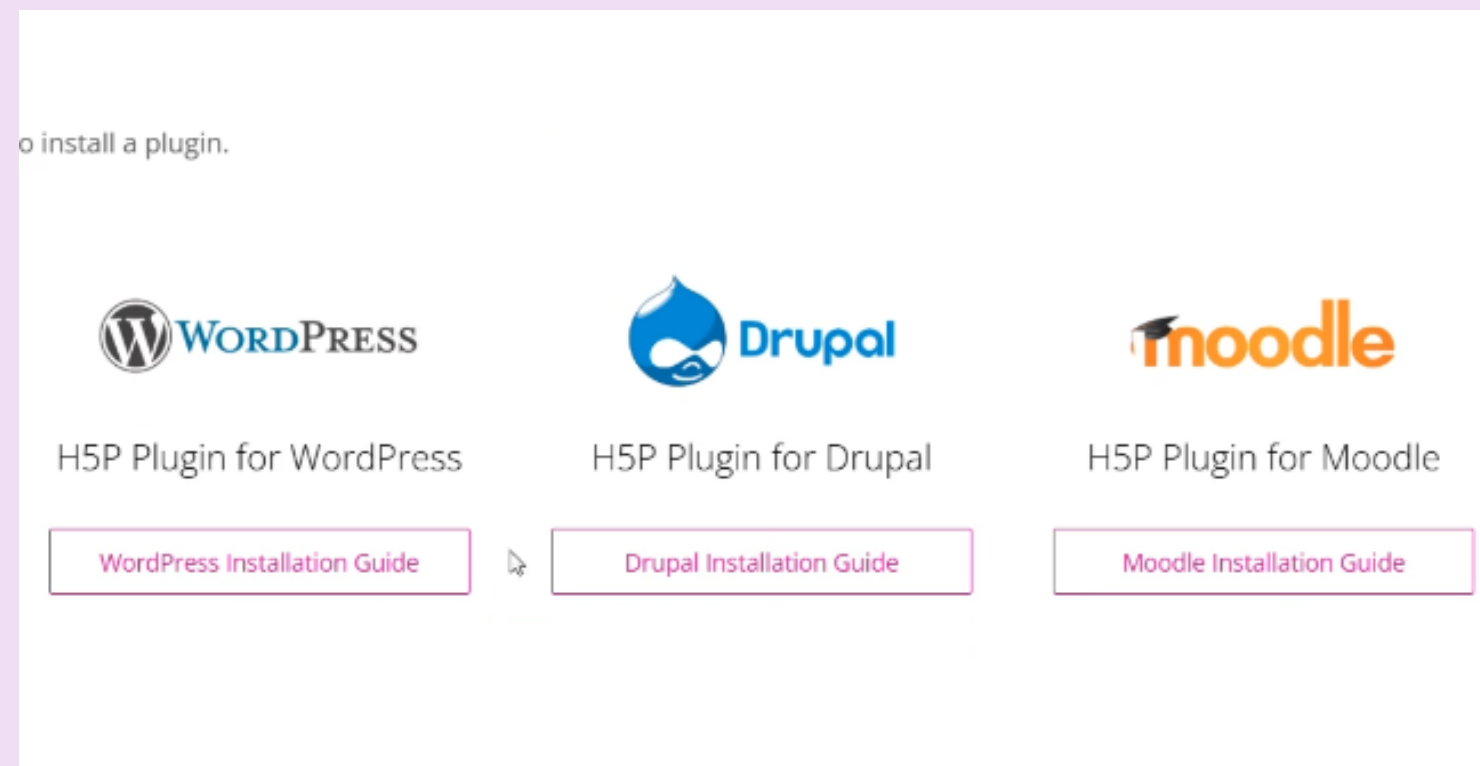 o install a plugin.
WORDPRESS
Drupal
moodle
H5P Plugin for WordPress
H5P Plugin for Drupal
H5P Plugin for Moodle
WordPress Installation Guide
Drupal Installation Guide
Moodle Installation Guide